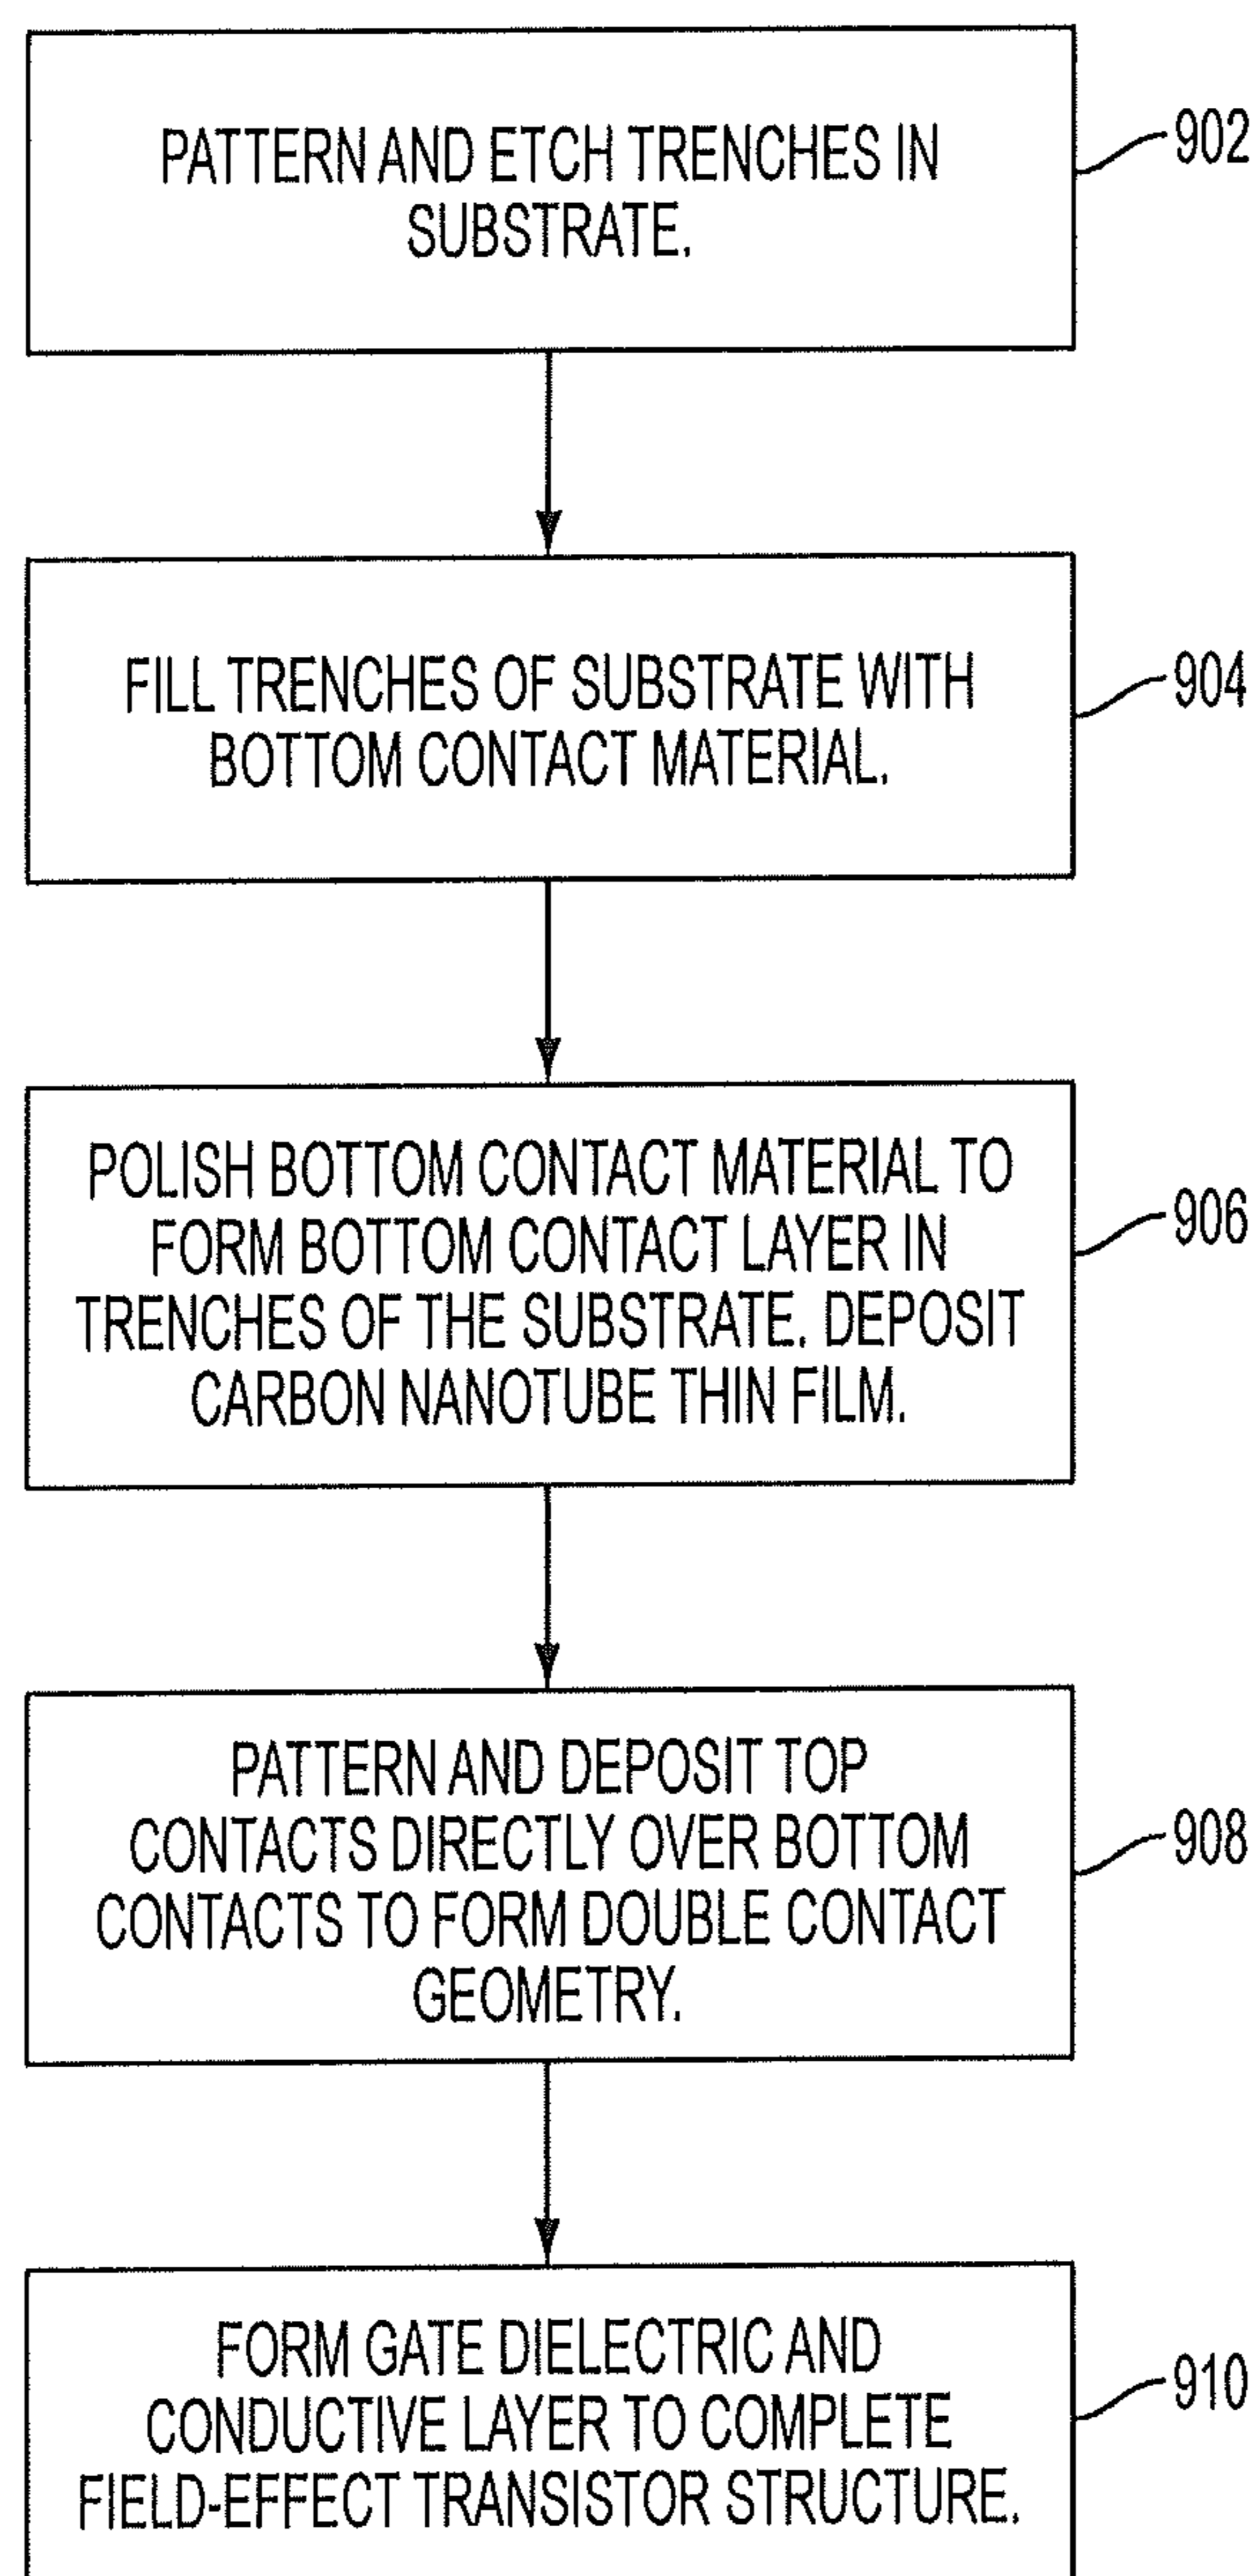 PATTERN AND ETCH TRENCHES IN
SUBSTRATE.
902
FILL TRENCHES OF SUBSTRATE WITH
BOTTOM CONTACT MATERIAL.
904
POLISH BOTTOM CONTACT MATERIAL TO
FORM BOTTOM CONTACT LAYER IN
TRENCHES OF THE SUBSTRATE. DEPOSIT
CARBON NANOTUBE THIN FILM.
906
PATTERN AND DEPOSIT TOP
CONTACTS DIRECTLY OVER BOTTOM
CONTACTS TO FORM DOUBLE CONTACT
GEOMETRY.
908
FORM GATE DIELECTRIC AND
CONDUCTIVE LAYER TO COMPLETE
FIELD-EFFECT TRANSISTOR STRUCTURE.
910